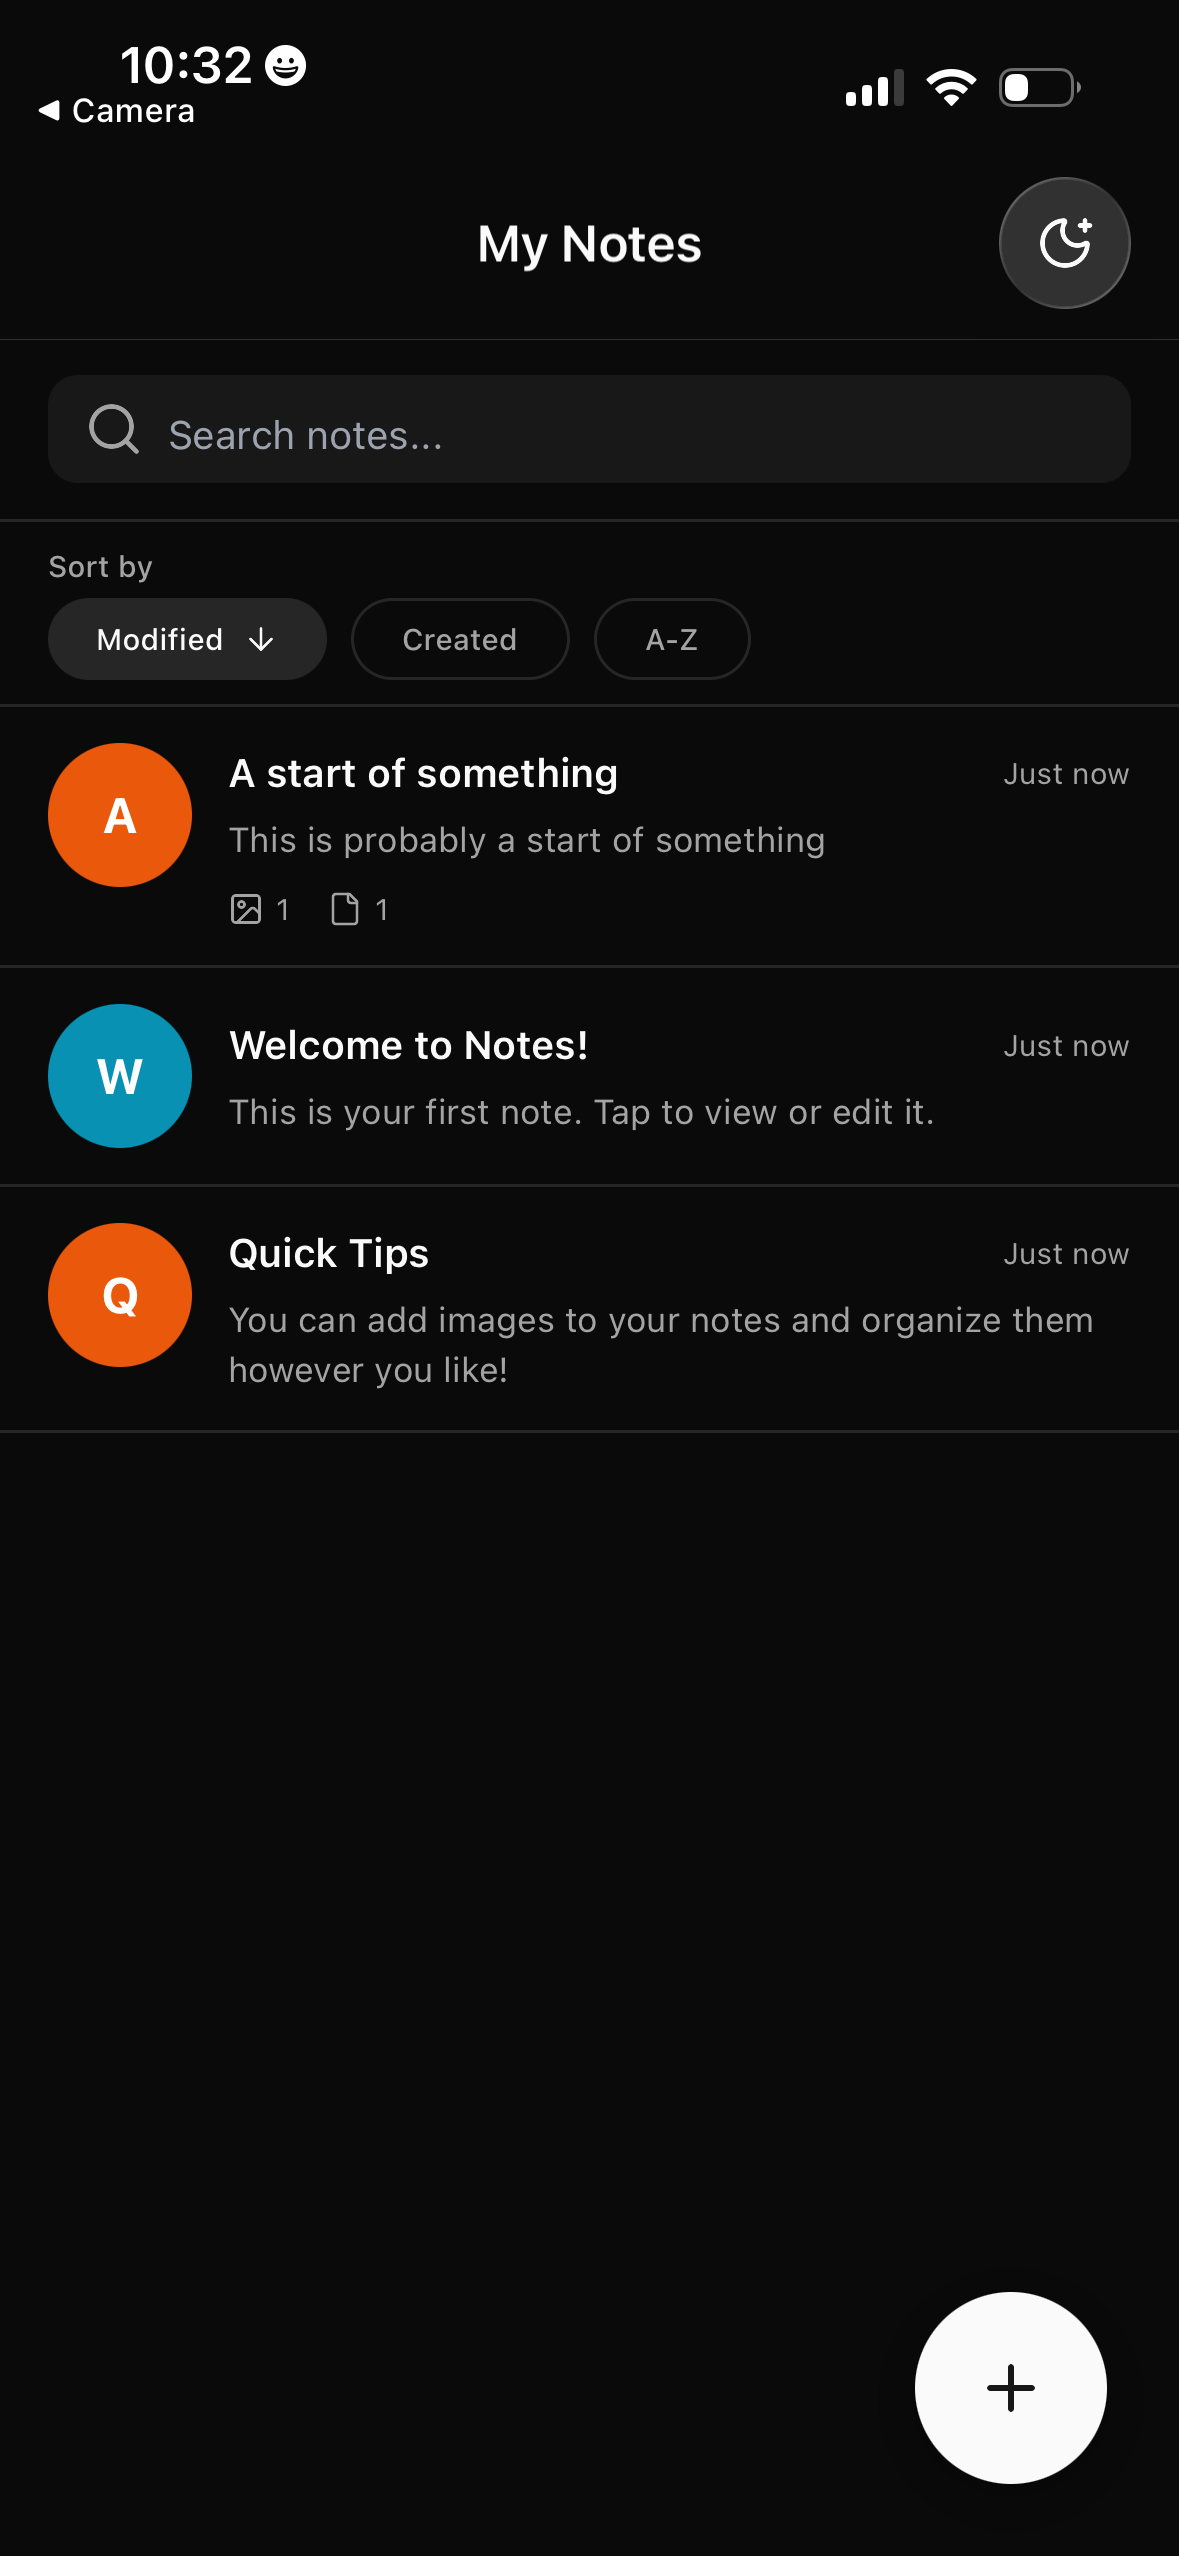 10:32
Camera
My Notes
Search notes...
Sort by
Modified
Created
A-Z
A
A start of something
Just now
This is probably a start of something
1
1
W
Welcome to Notes!
Just now
This is your first note. Tap to view or edit it.
Q
Quick Tips
Just now
You can add images to your notes and organize them
however you like!